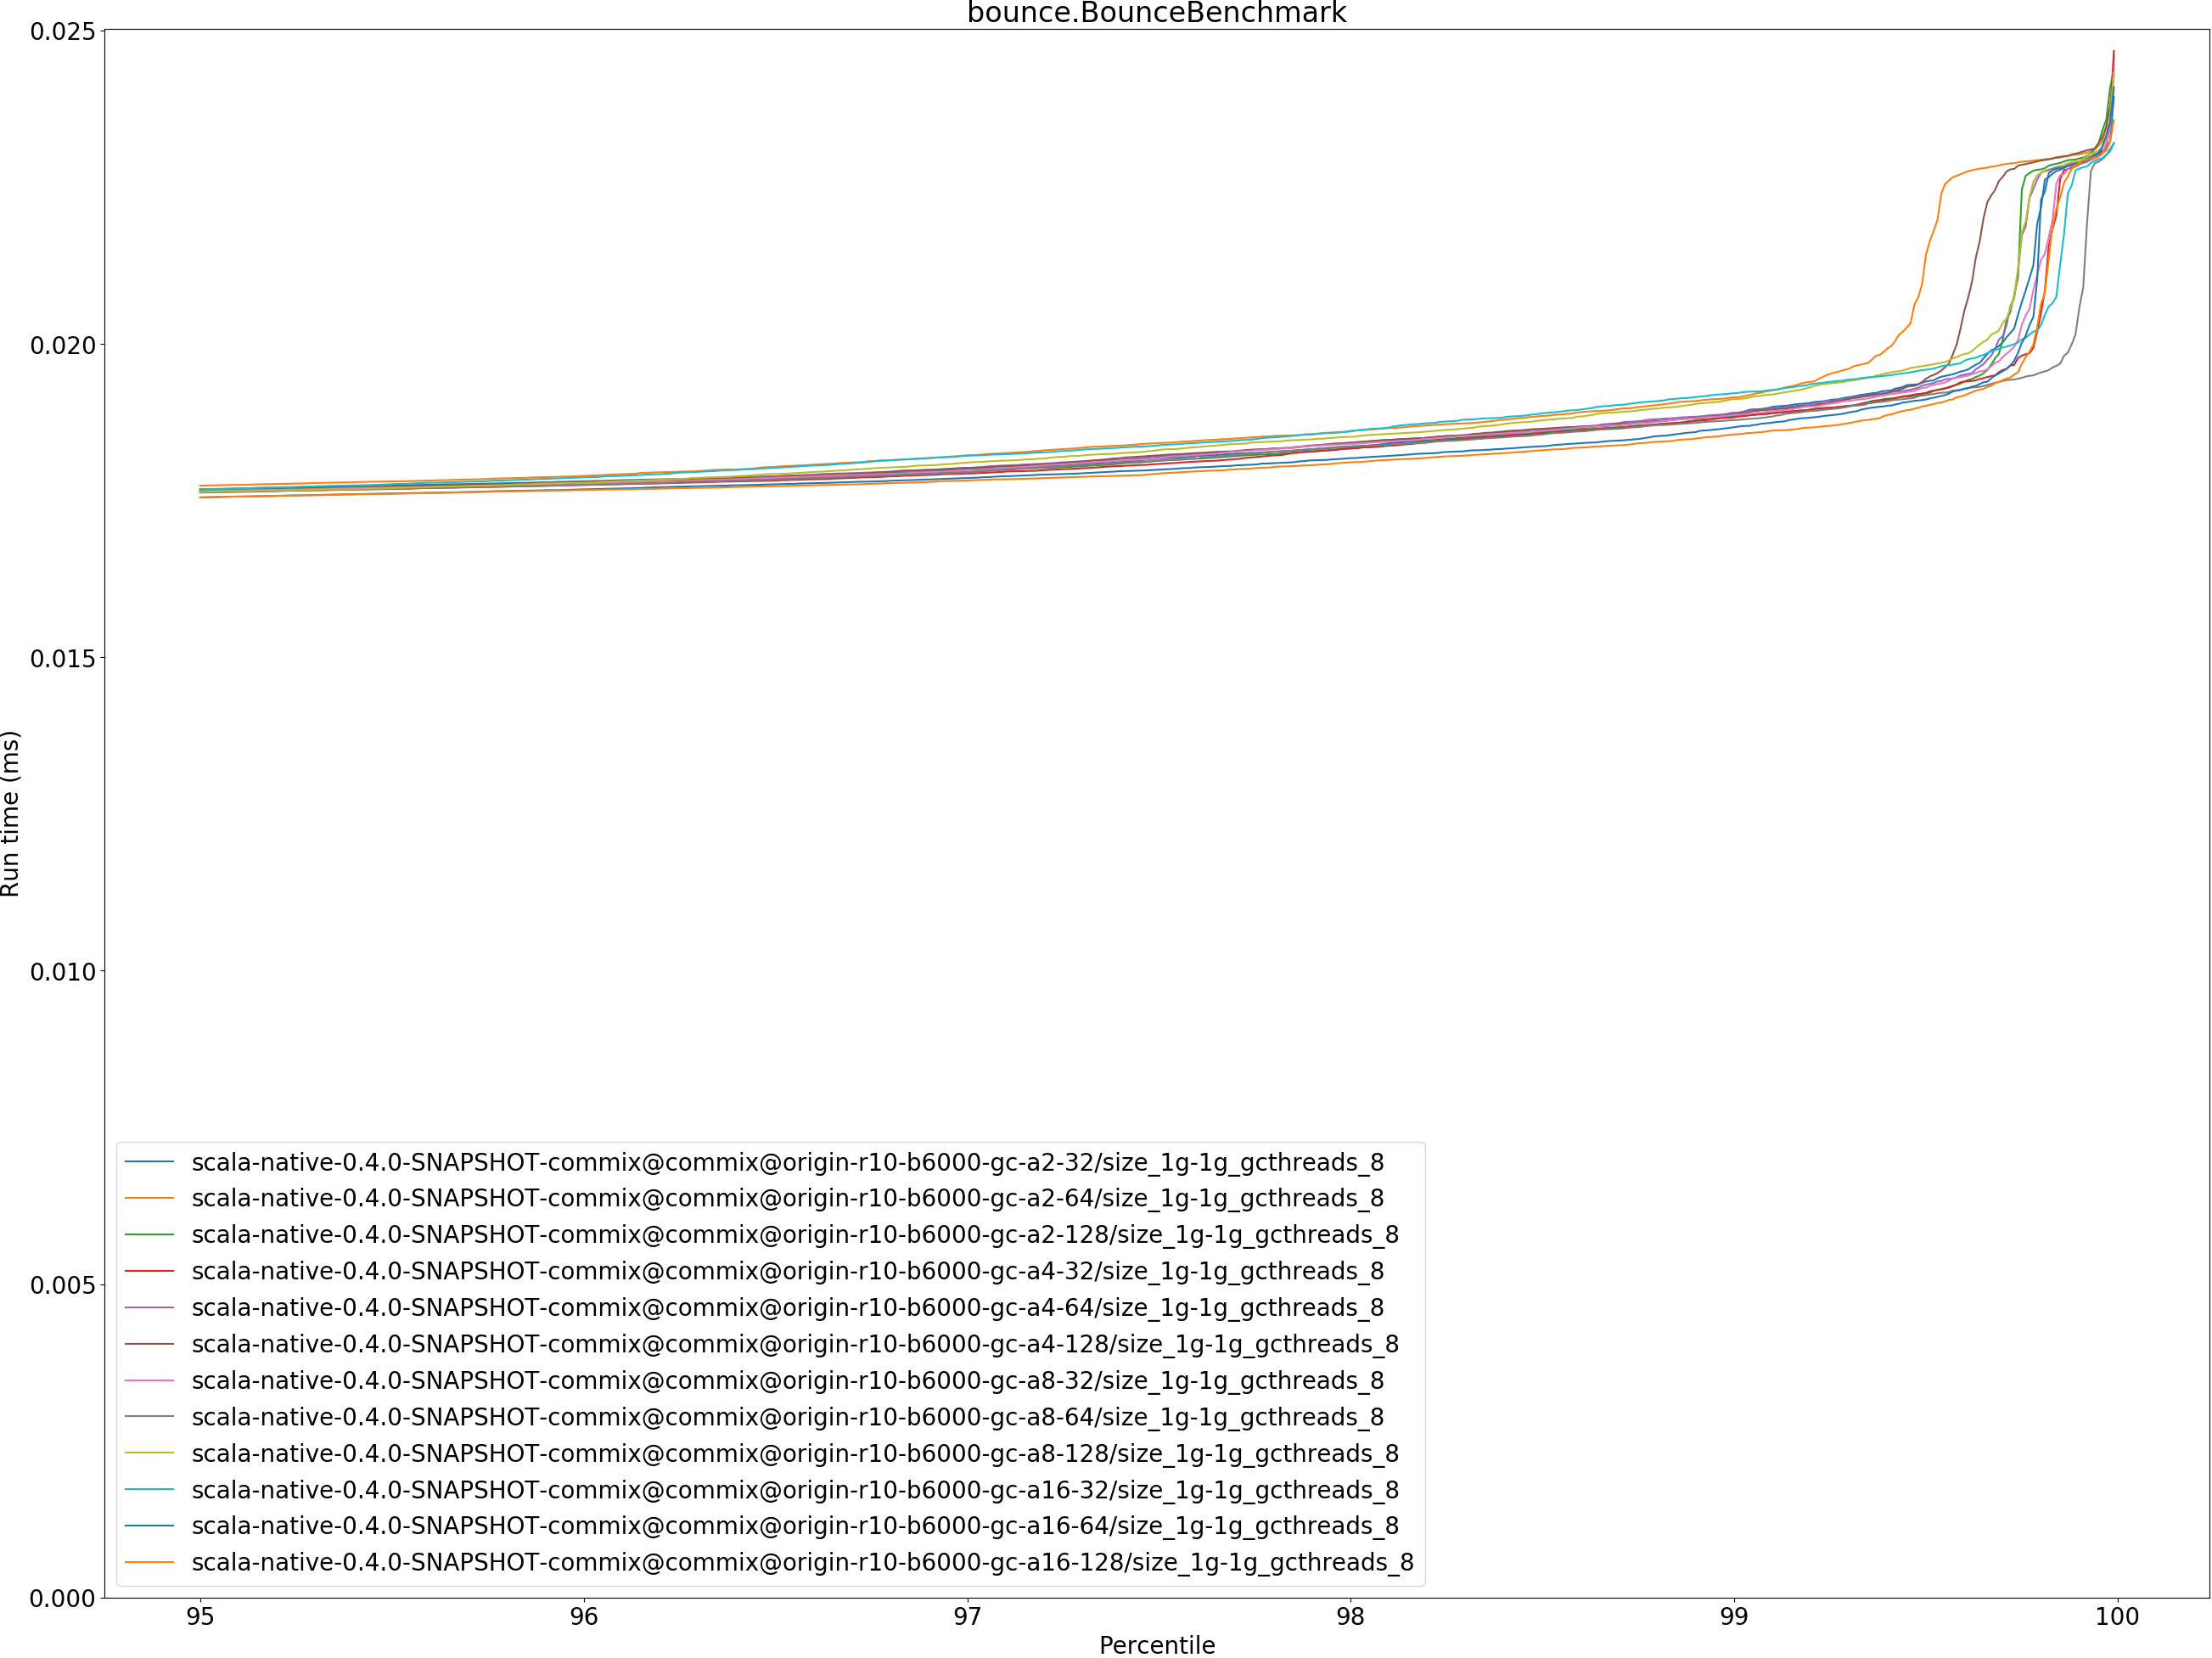 bounce.BounceBenchmark
0.025
0.020
0.015
0.010
0.005
0.000
Run time (ms)
scala-native-0.4.0-SNAPSHOT-commix@commix@origin-r10-b6000-gc-a2-32/size_1g-1g_gcthreads_8
scala-native-0.4.0-SNAPSHOT-commix@commix@origin-r10-b6000-gc-a2-64/size_1g-1g_gcthreads_8
scala-native-0.4.0-SNAPSHOT-commix@commix@origin-r10-b6000-gc-a2-128/size_1g-1g_gcthreads_8
scala-native-0.4.0-SNAPSHOT-commix@commix@origin-r10-b6000-gc-a4-32/size_1g-1g_gcthreads_8
scala-native-0.4.0-SNAPSHOT-commix@commix@origin-r10-b6000-gc-a4-64/size_1g-1g_gcthreads_8
scala-native-0.4.0-SNAPSHOT-commix@commix@origin-r10-b6000-gc-a4-128/size_1g-1g_gcthreads_8
scala-native-0.4.0-SNAPSHOT-commix@commix@origin-r10-b6000-gc-a8-32/size_1g-1g_gcthreads_8
scala-native-0.4.0-SNAPSHOT-commix@commix@origin-r10-b6000-gc-a8-64/size_1g-1g_gcthreads_8
scala-native-0.4.0-SNAPSHOT-commix@commix@origin-r10-b6000-gc-a8-128/size_1g-1g_gcthreads_8
scala-native-0.4.0-SNAPSHOT-commix@commix@origin-r10-b6000-gc-a16-32/size_1g-1g_gcthreads_8
scala-native-0.4.0-SNAPSHOT-commix@commix@origin-r10-b6000-gc-a16-64/size_1g-1g_gcthreads_8
scala-native-0.4.0-SNAPSHOT-commix@commix@origin-r10-b6000-gc-a16-128/size_1g-1g_gcthreads_8
95 96 97 98 99 100
Percentile